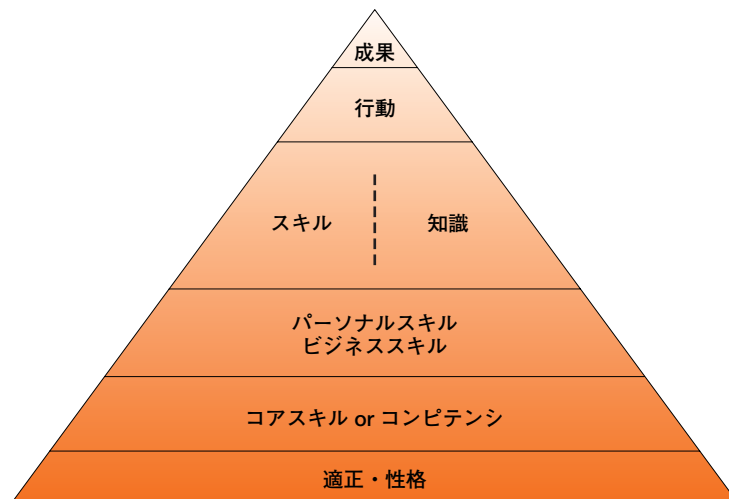 成果
行動
スキル
知識
パーソナルスキル
ビジネススキル
コアスキル or コンピテンシ
適正・性格